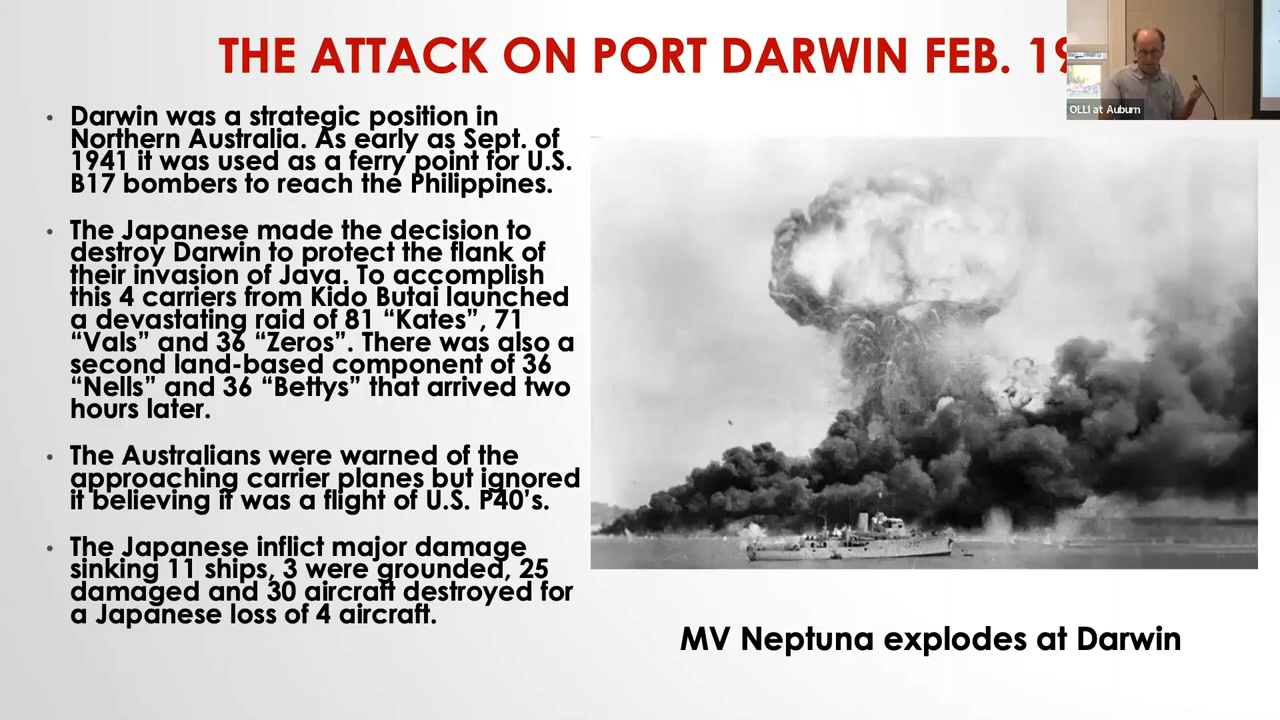 THE ATTACK ON PORT DARWIN FEB. 19
OLLI at Auburn
• Darwin was a strategic position in
Northern Australia. As early as Sept. of
1941 it was used as a ferry point for U.S.
B17 bombers to reach the Philippines.
• The Japanese made the decision to
destroy Darwin to protect the flank of
their invasion of Java. To accomplish
this 4 carriers from Kido Butai launched
a devastating raid of 81 “Kates”, 71
“Vals” and 36 “Zeros”. There was also a
second land-based component of 36
“Nells” and 36 “Bettys” that arrived two
hours later.
• The Australians were warned of the
approaching carrier planes but ignored
it believing it was a flight of U.S. P40’s.
• The Japanese inflict major damage
sinking 11 ships, 3 were grounded, 25
damaged and 30 aircraft destroyed for
a Japanese loss of 4 aircraft.
MV Neptuna explodes at Darwin